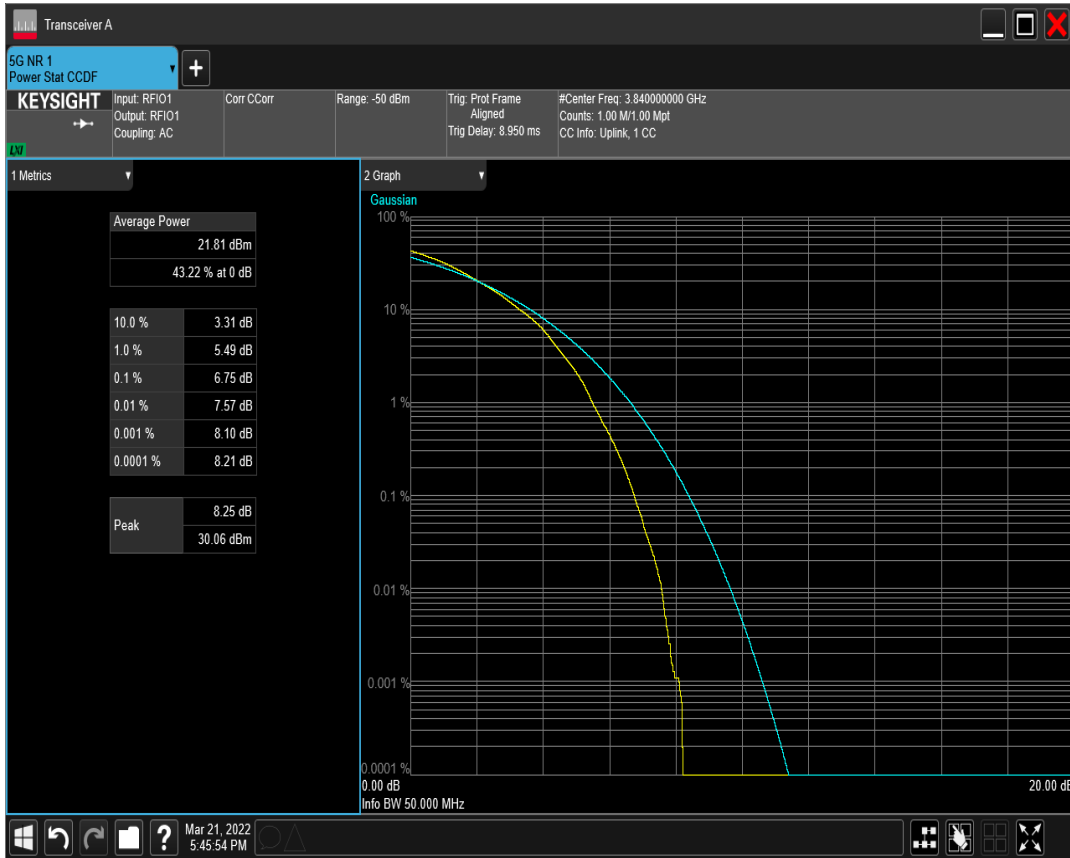 Transceiver A
5G NR 1
Power Stat CCDF
+
KEYSIGHT
LXI
Input: RFIO1
Output: RFIO1
Coupling: AC
Corr CCorr
Range: -50 dBm
Trig: Prot Frame
Aligned
Trig Delay: 8.950 ms
#Center Freq: 3.840000000 GHz
Counts: 1.00 M/1.00 Mpt
CC Info: Uplink, 1 CC
1 Metrics
Average Power
21.81 dBm
43.22 % at 0 dB
10.0 % 3.31 dB
1.0 % 5.49 dB
0.1 % 6.75 dB
0.01 % 7.57 dB
0.001 % 8.10 dB
0.0001 % 8.21 dB
Peak 8.25 dB
30.06 dBm
2 Graph
Gaussian
100 %
10 %
1 %
0.1 %
0.01 %
0.001 %
0.0001 %
0.00 dB 20.00 dB
Info BW 50.000 MHz
?
Mar 21, 2022
5:45:54 PM